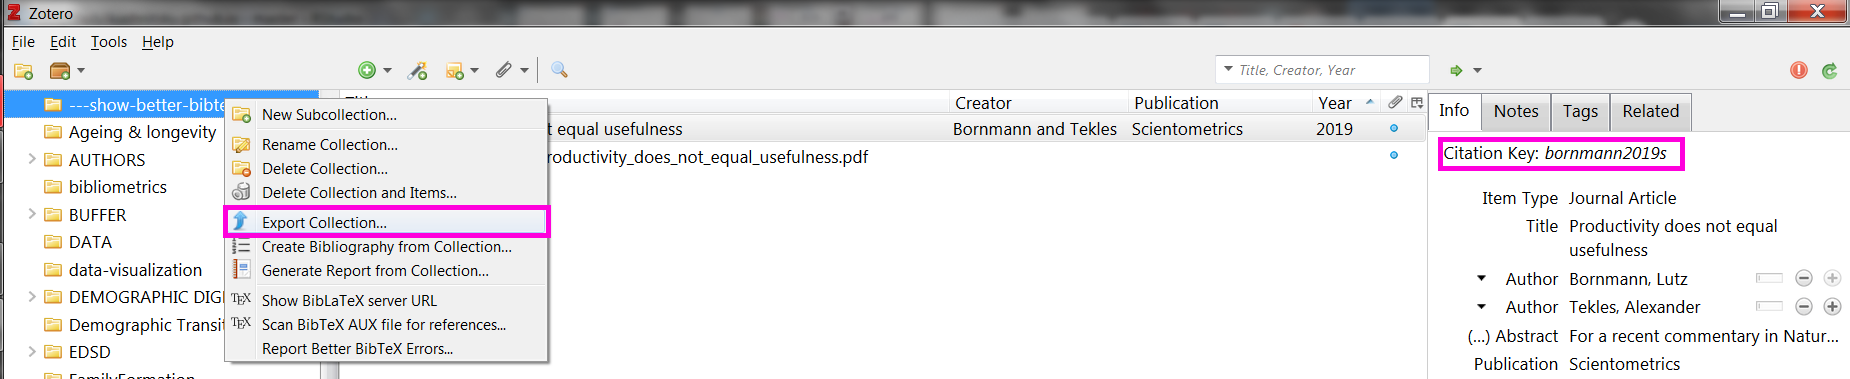 Zotero
File Edit Tools Help
Title, Creator, Year
---show-better-bibte
Ageing & longevity
AUTHORS
bibliometrics
BUFFER
DATA
data-visualization
DEMOGRAPHIC DIG
Demographic Transit
EDSD
FamilyFormation
New Subcollection...
Rename Collection...
Delete Collection...
Delete Collection and Items...
Export Collection...
Create Bibliography from Collection...
Generate Report from Collection...
TEX Show BibLaTeX server URL
TEX Scan BibTeX AUX file for references...
Report Better BibTeX Errors...
Creator Publication Year
t equal usefulness Bornmann and Tekles Scientometrics 2019
roductivity_does_not_equal_usefulness.pdf
Info Notes Tags Related
Citation Key: bornmann2019s
Item Type Journal Article
Title Productivity does not equal
usefulness
Author Bornmann, Lutz
Author Tekles, Alexander
(...) Abstract For a recent commentary in Natur...
Publication Scientometrics